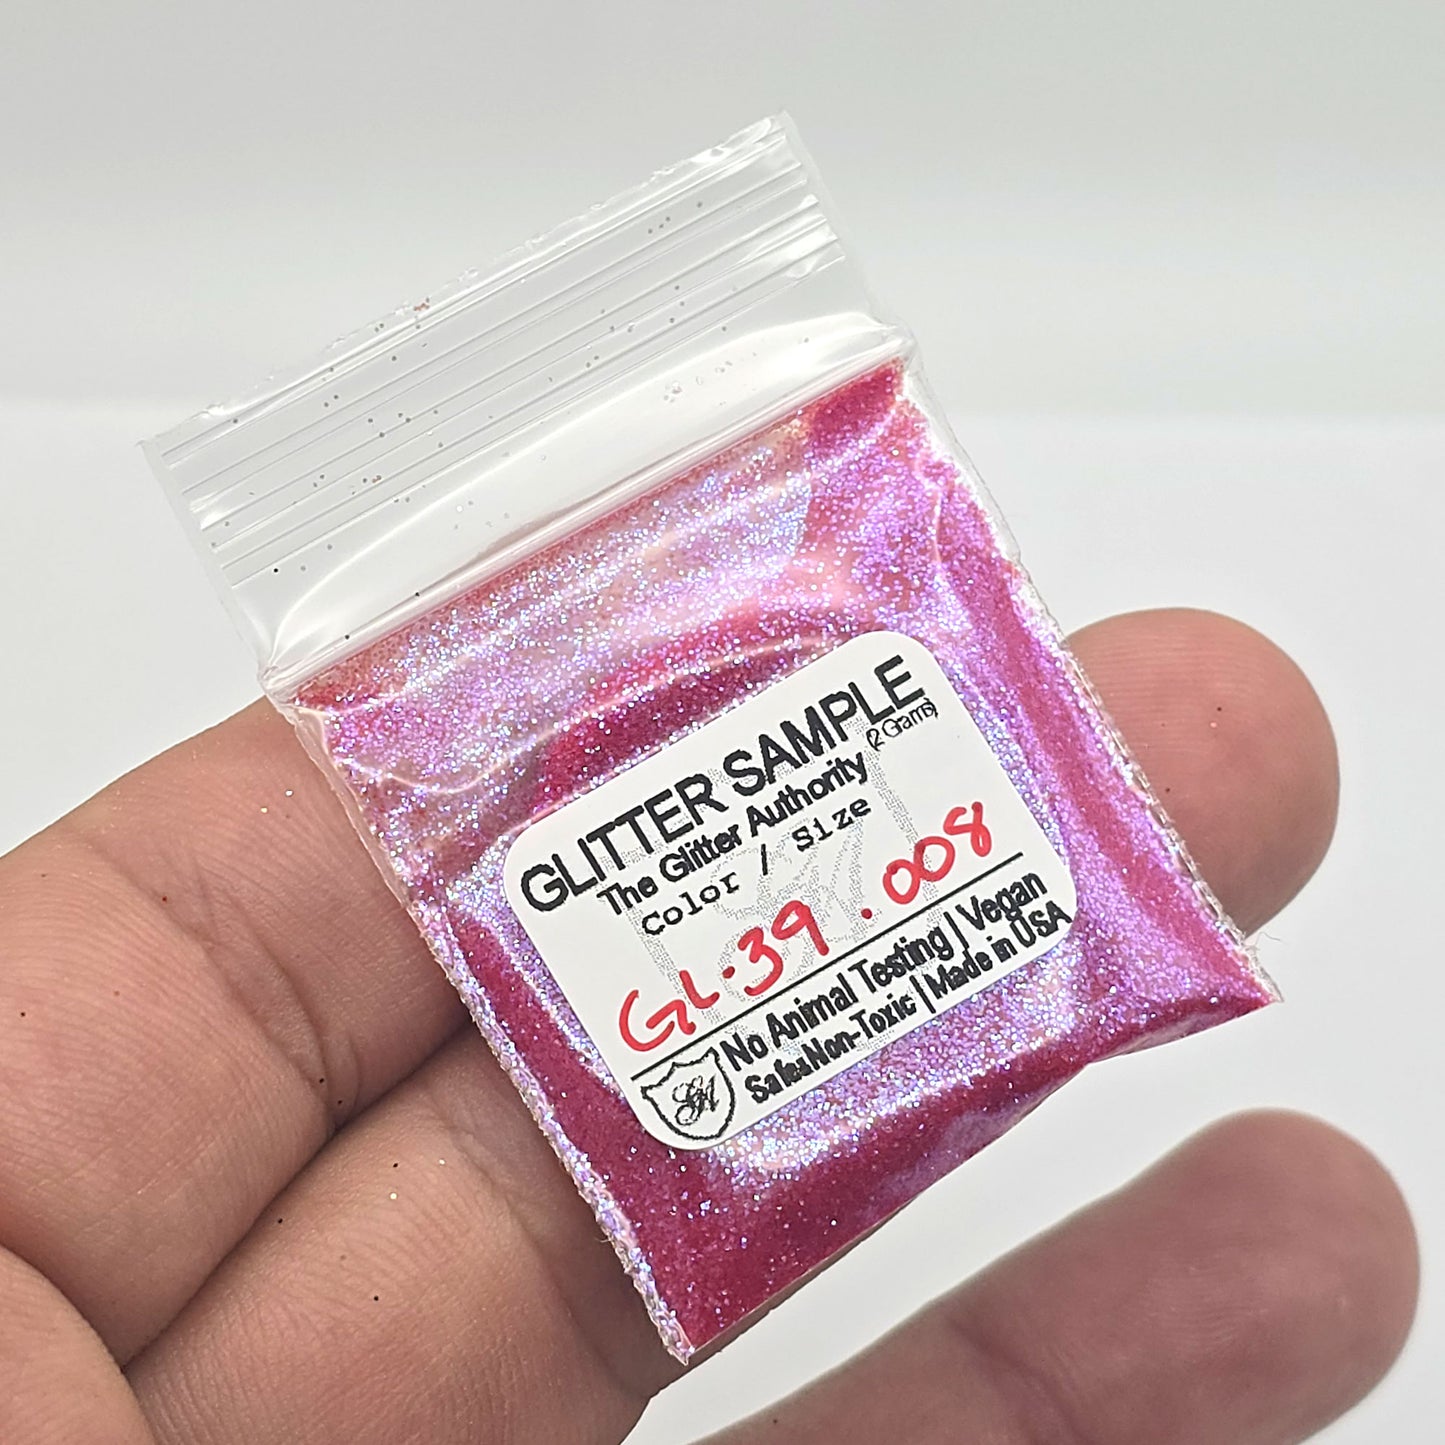 GLITTER SAMPLE
(2 Grams)
The Glitter Authority
Color / Size
GL-39 .008
No Animal Testing | Vegan
Safe&Non-Toxic | Made in USA
GA